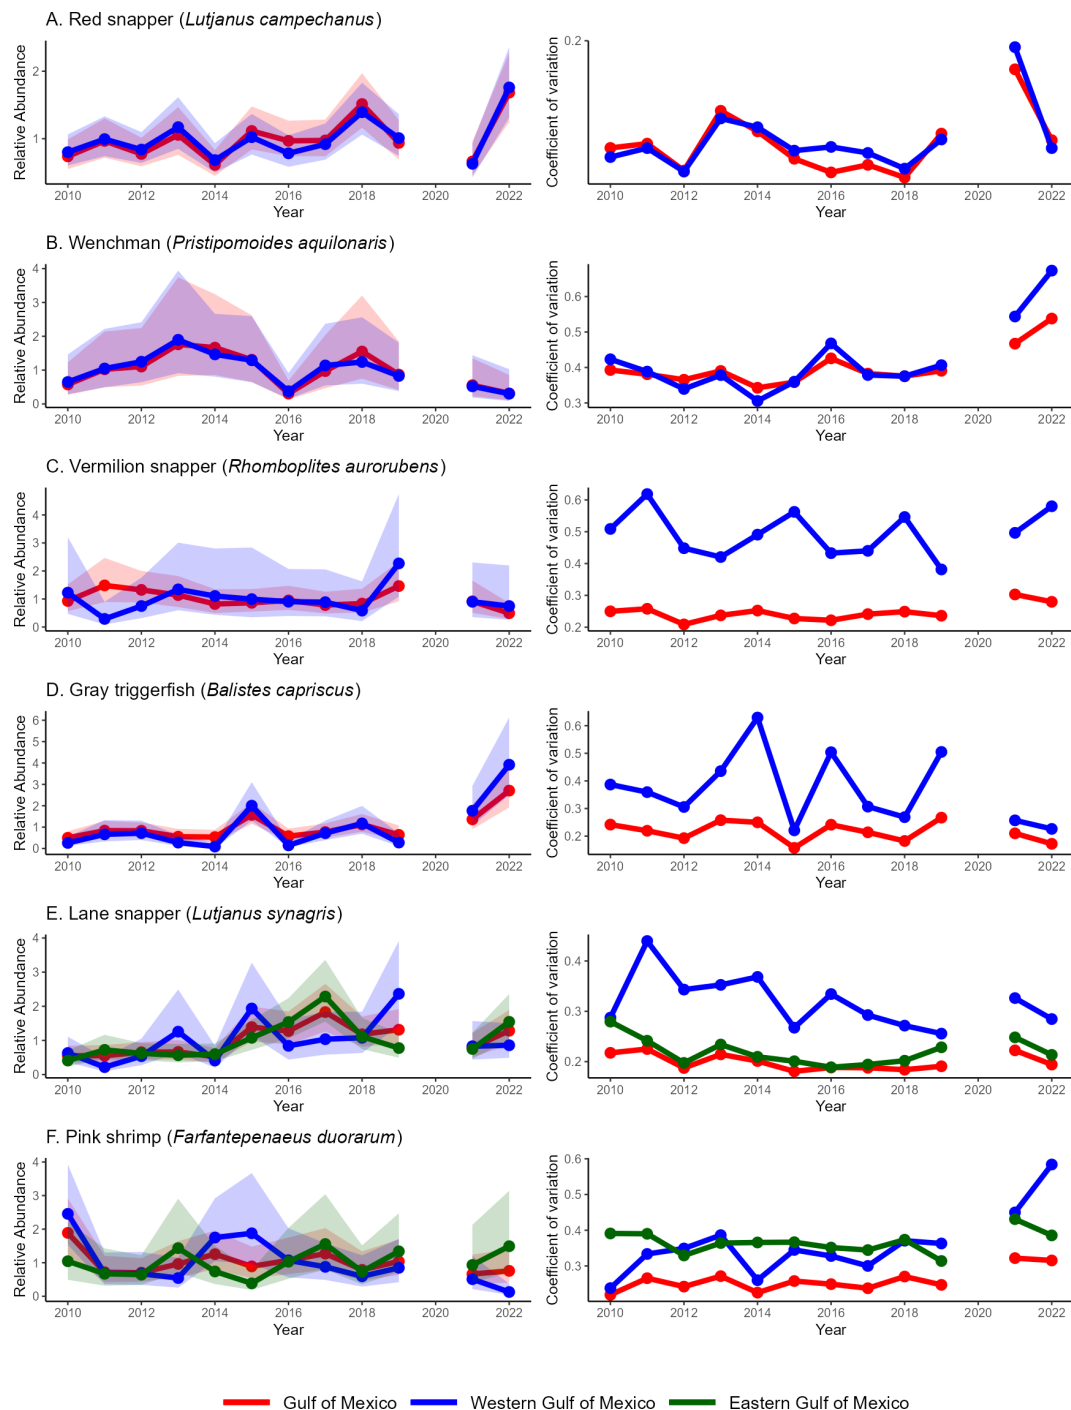 A. Red snapper (Lutjanus campechanus)
Relative Abundance
2
1
2010 2012 2014 2016 2018 2020 2022
Year
Coefficient of variation
0.2
2010 2012 2014 2016 2018 2020 2022
Year
B. Wenchman (Pristipomoides aquilonaris)
Relative Abundance
4
3
2
1
0
2010 2012 2014 2016 2018 2020 2022
Year
Coefficient of variation
0.6
0.5
0.4
0.3
2010 2012 2014 2016 2018 2020 2022
Year
C. Vermilion snapper (Rhomboplites aurorubens)
Relative Abundance
4
3
2
1
0
2010 2012 2014 2016 2018 2020 2022
Year
Coefficient of variation
0.6
0.5
0.4
0.3
0.2
2010 2012 2014 2016 2018 2020 2022
Year
D. Gray triggerfish (Balistes capriscus)
Relative Abundance
6
5
4
3
2
1
0
2010 2012 2014 2016 2018 2020 2022
Year
Coefficient of variation
0.6
0.5
0.4
0.3
0.2
2010 2012 2014 2016 2018 2020 2022
Year
E. Lane snapper (Lutjanus synagris)
Relative Abundance
4
3
2
1
0
2010 2012 2014 2016 2018 2020 2022
Year
Coefficient of variation
0.4
0.3
0.2
2010 2012 2014 2016 2018 2020 2022
Year
F. Pink shrimp (Farfantepenaeus duorarum)
Relative Abundance
4
3
2
1
0
2010 2012 2014 2016 2018 2020 2022
Year
Coefficient of variation
0.6
0.5
0.4
0.3
2010 2012 2014 2016 2018 2020 2022
Year
Gulf of Mexico Western Gulf of Mexico Eastern Gulf of Mexico